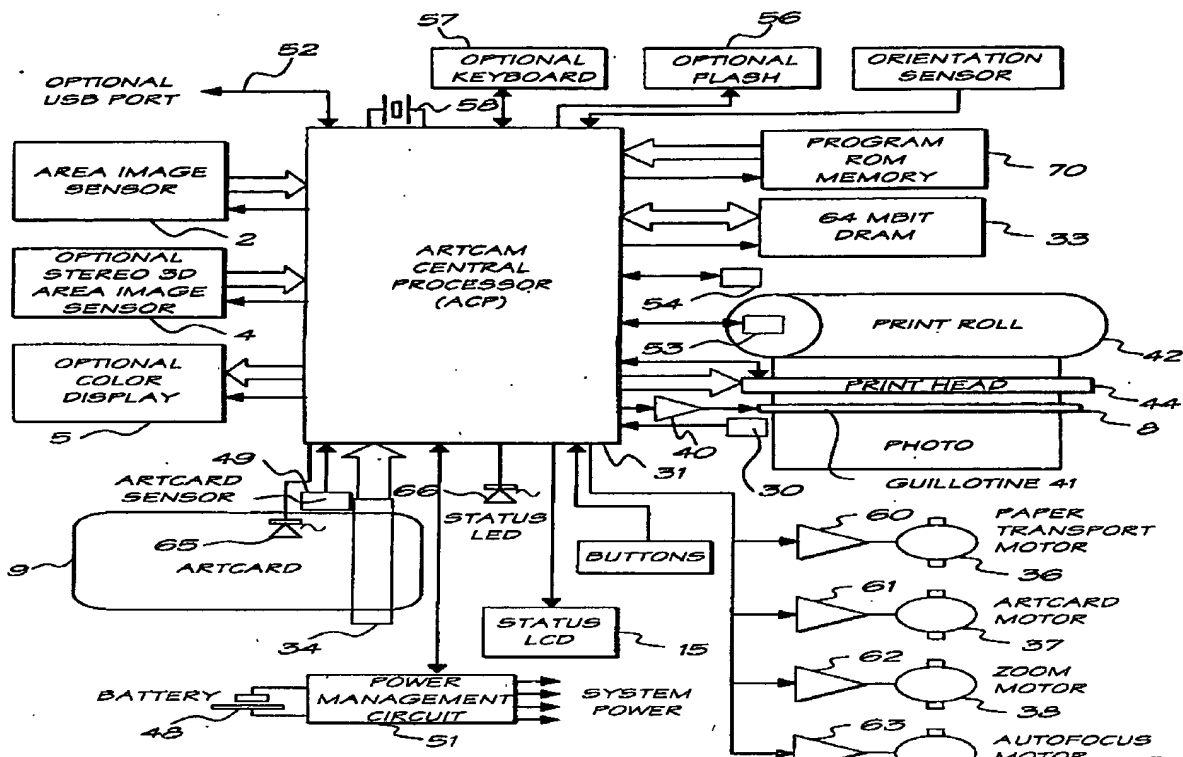 57
56
52
OPTIONAL
USB PORT
OPTIONAL
KEYBOARD
OPTIONAL
FLASH
ORIENTATION
SENSOR
58
AREA IMAGE
SENSOR
2
PROGRAM
ROM
MEMORY
70
64 MBIT
DRAM
33
OPTIONAL
STEREO 3D
AREA IMAGE
SENSOR
4
ARTCAM
CENTRAL
PROCESSOR
(ACP)
54
53
PRINT ROLL
42
OPTIONAL
COLOR
DISPLAY
5
PRINT HEAD
44
40
8
30
PHOTO
31
GUILLOTINE 41
49
ARTCARD
SENSOR
65
ARTCARD
9
34
66
STATUS
LED
BUTTONS
STATUS
LCD
15
60
PAPER
TRANSPORT
MOTOR
36
61
ARTCARD
MOTOR
37
62
ZOOM
MOTOR
38
63
AUTOFOCUS
MOTOR
BATTERY
48
POWER
MANAGEMENT
CIRCUIT
51
SYSTEM
POWER